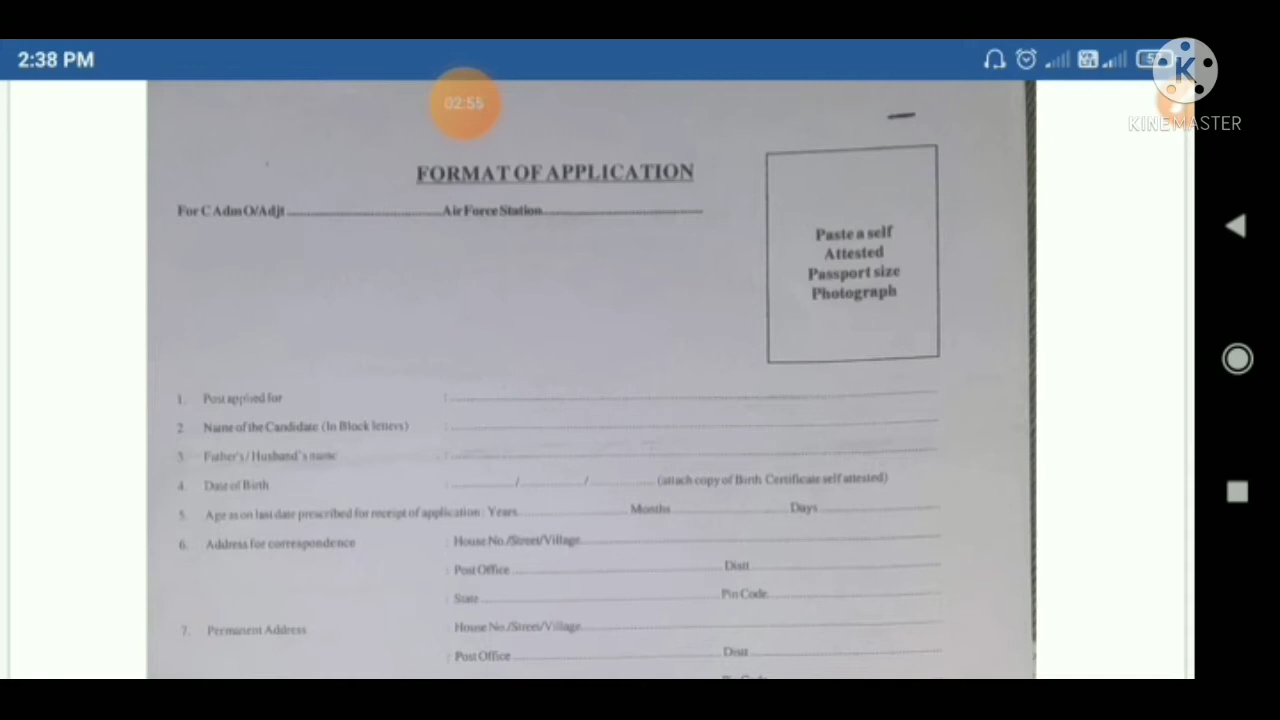 2:38 PM
57
02:55
K
KINEMASTER
FORMAT OF APPLICATION
For C Adm O/Adjt Air Force Station
Paste a self
Attested
Passport size
Photograph
1. Post applied for :
2. Name of the Candidate (In Block letters) :
3. Father's / Husband's name :
4. Date of Birth : / / (attach copy of Birth Certificate self attested)
5. Age as on last date prescribed for receipt of application : Years Months Days
6. Address for correspondence : House No./Street/Village
: Post Office Distt
: State Pin Code
7. Permanent Address : House No./Street/Village
: Post Office Distt